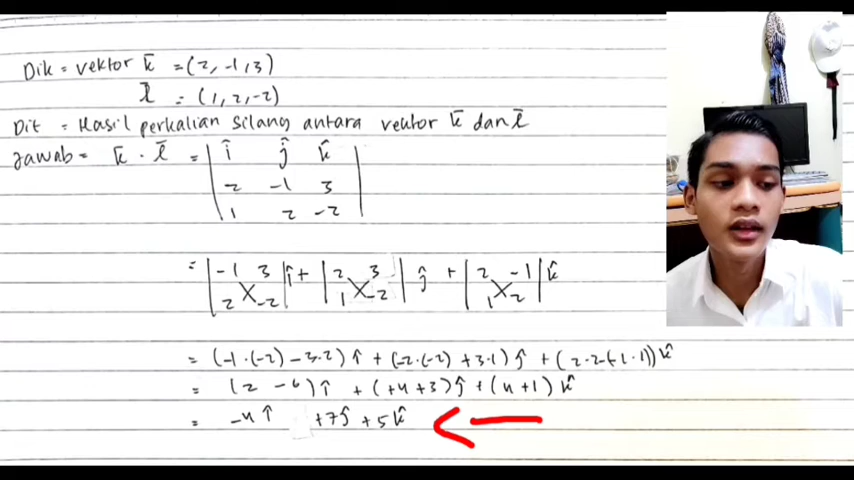 Dik = vektor k̄ = (2, -1, 3)
l̄ = (1, 2, -2)
Dit = Hasil perkalian silang antara vektor k̄ dan l̄
Jawab = k̄ · l̄ = | î ĵ k̂ |
| 2 -1 3 |
| 1 2 -2 |
= | -1 3 | î + | 2 3 | ĵ + | 2 -1 | k̂
| 2 -2 | | 1 -2 | | 1 2 |
= (-1·(-2) - 3·2) î + (-2·(-2) + 3·1) ĵ + (2·2-(-1·1)) k̂
= (2 - 6) î + (+4 + 3) ĵ + (4 + 1) k̂
= -4 î + 7 ĵ + 5 k̂